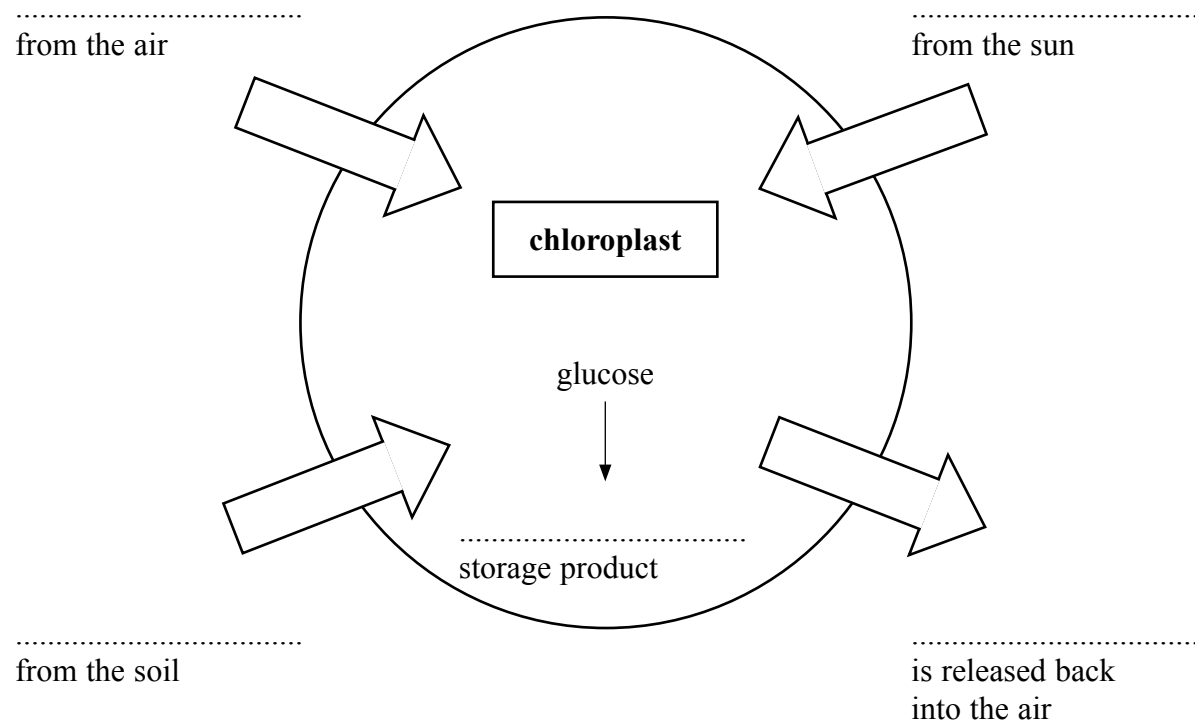 ....................................
from the air
....................................
from the sun
chloroplast
glucose
....................................
storage product
....................................
from the soil
....................................
is released back
into the air